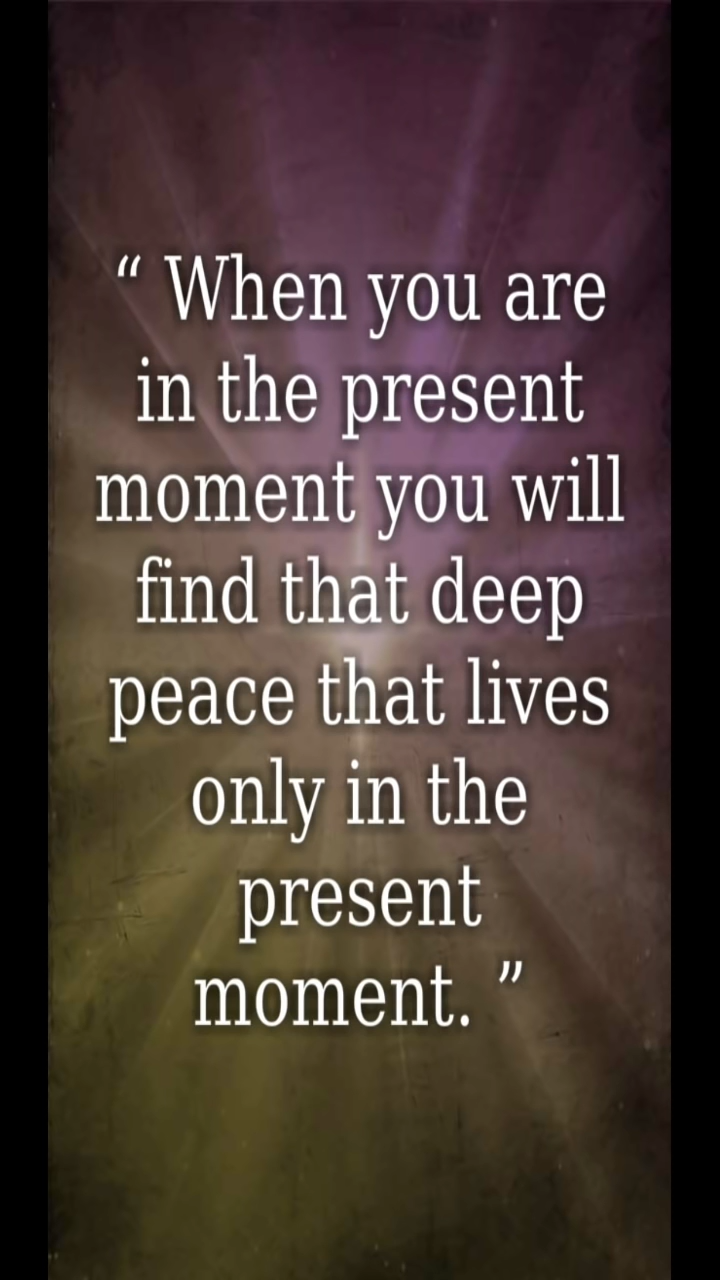 “ When you are
in the present
moment you will
find that deep
peace that lives
only in the
present
moment. ”